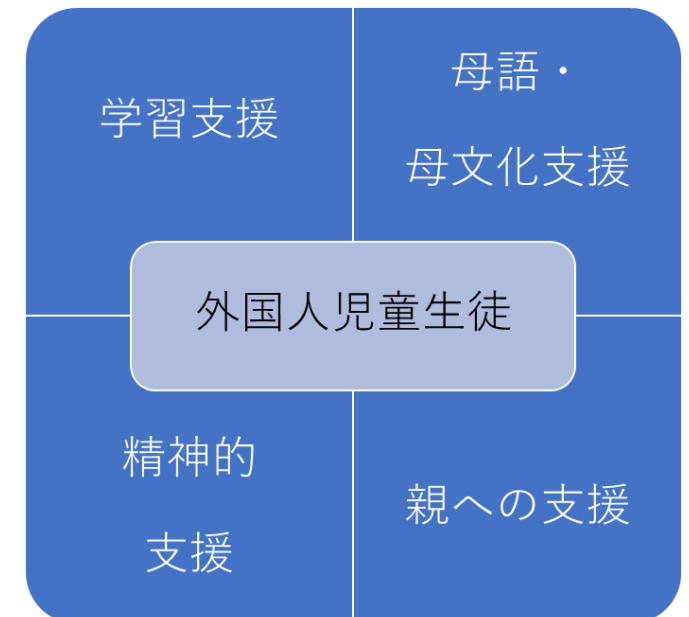 学習支援
母語・
母文化支援
外国人児童生徒
精神的
支援
親への支援